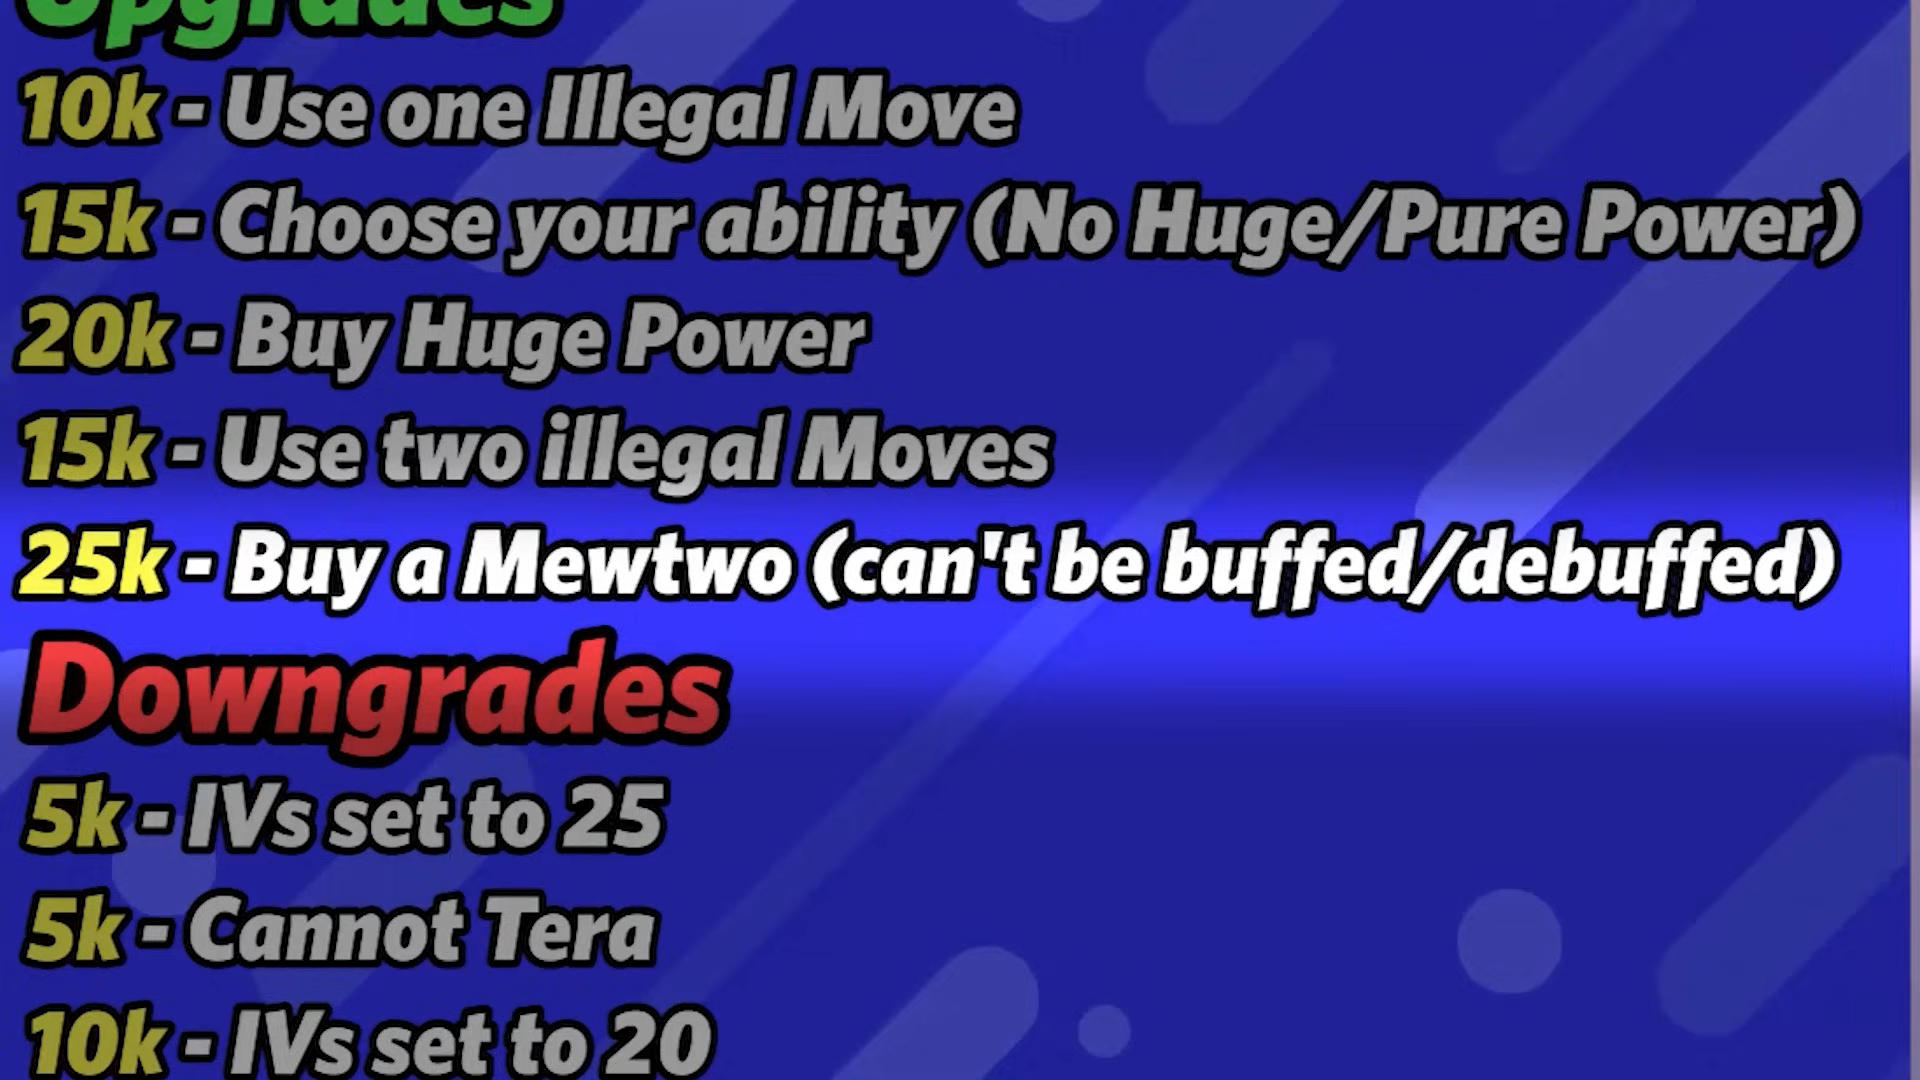 Upgrades
10k - Use one Illegal Move
15k - Choose your ability (No Huge/Pure Power)
20k - Buy Huge Power
15k - Use two illegal Moves
25k - Buy a Mewtwo (can't be buffed/debuffed)
Downgrades
5k - IVs set to 25
5k - Cannot Tera
10k - IVs set to 20